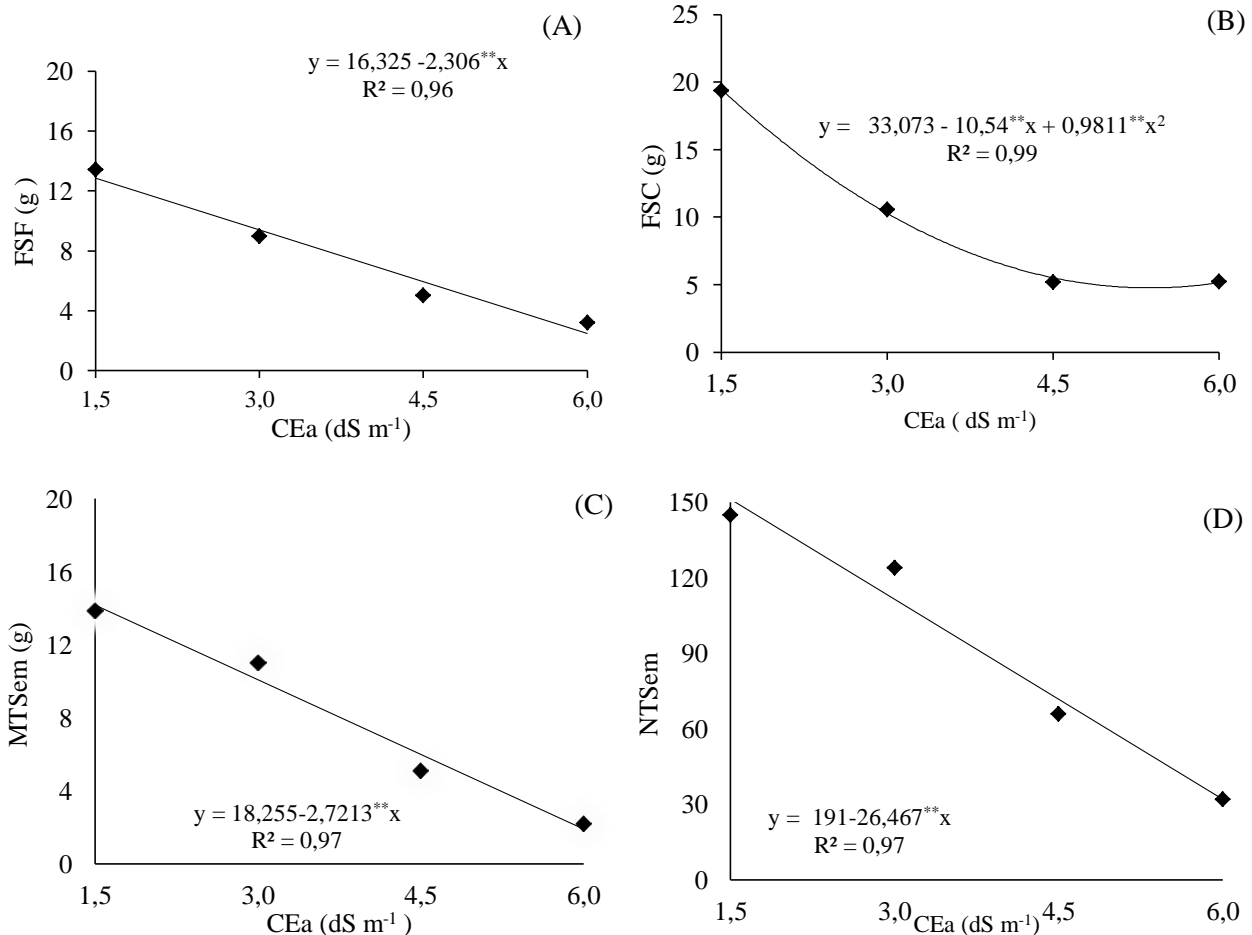 (A)
y = 16,325 -2,306**x
R² = 0,96
20
16
12
8
4
0
FSF (g )
1,5 3,0 4,5 6,0
CEa (dS m-1)
(B)
y = 33,073 - 10,54**x + 0,9811**x2
R² = 0,99
25
20
15
10
5
0
FSC (g)
1,5 3,0 4,5 6,0
CEa ( dS m-1)
(C)
20
16
12
8
4
0
MTSem (g)
y = 18,255-2,7213**x
R² = 0,97
1,5 3,0 4,5 6,0
CEa (dS m-1 )
(D)
150
120
90
60
30
0
NTSem
y = 191-26,467**x
R² = 0,97
1,5 3,0 4,5 6,0
CEa (dS m-1)